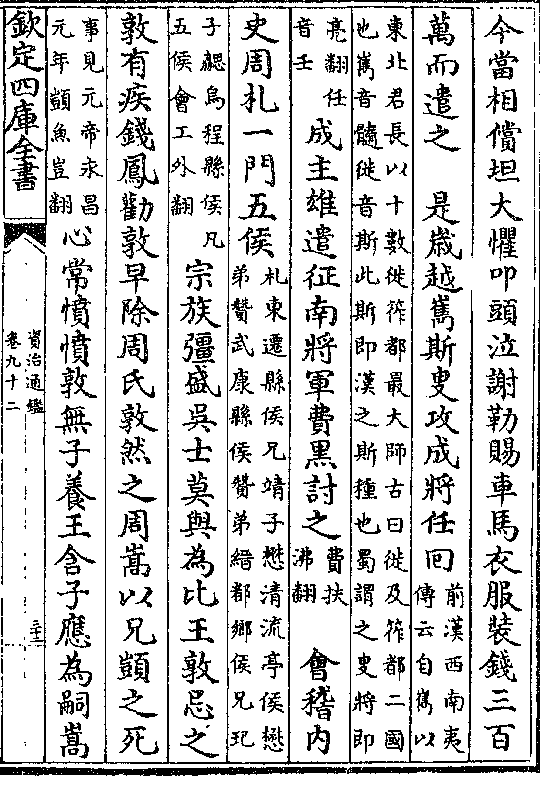 今當相償坦大懼叩頭泣謝勒賜車馬衣服裝錢三百
萬而遣之　是歲越巂斯叟攻成將任回
前漢西南夷
傳云自巂以
東北君長以十數徙筰都最大師古曰徙及筰都二國
也巂音髓徙音斯此斯即漢之斯種也蜀謂之叟將即
亮翻任
音壬
成主雄遣征南將軍費黑討之
費扶
沸翻
會稽內
史周札一門五侯
札東遷縣侯兄靖子懋清流亭侯懋
弟贊武康縣侯贊弟縉都鄉侯兄玘
子勰烏程縣侯凡
五侯會工外翻
宗族彊盛吳士莫與為比王敦忌之
敦有疾錢鳳勸敦早除周氏敦然之周嵩以兄顗之死
事見元帝永昌
元年顗魚豈翻
心常憤憤敦無子養王含子應為嗣嵩
欽定四庫全書
資治通鑑
卷九十二
三十二